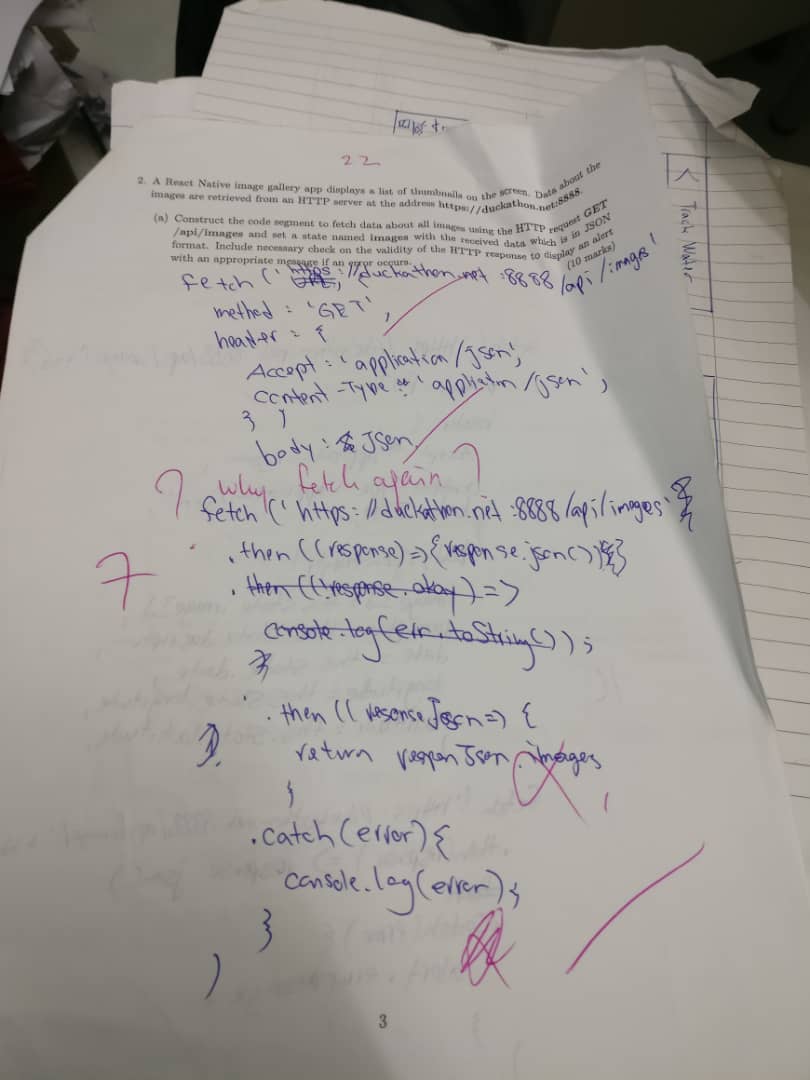 22
2. A React Native image gallery app displays a list of thumbnails on the screen. Data about the
images are retrieved from an HTTP server at the address https://duckathon.net:8888.
(a) Construct the code segment to fetch data about all images using the HTTP request GET
/api/images and set a state named images with the received data which is in JSON
format. Include necessary check on the validity of the HTTP response to display an alert
with an appropriate message if an error occurs.
(10 marks)
< Track Water
fetch (' https://duckathon.net :8888 /api/images'
method : 'GET',
header : {
Accept : 'application/json',
Content-Type : 'application/json',
} )
body : Json
? why fetch again ?
fetch (' https://duckathon.net :8888/api/images'
7
.then ((response) => {response.json()}
. then ((!response.okay) =>
console.log(err.toString()) ;
}
. then (( resonseJson => {
return responJson.images
}
.catch (error) {
console.log(error);
}
)
3